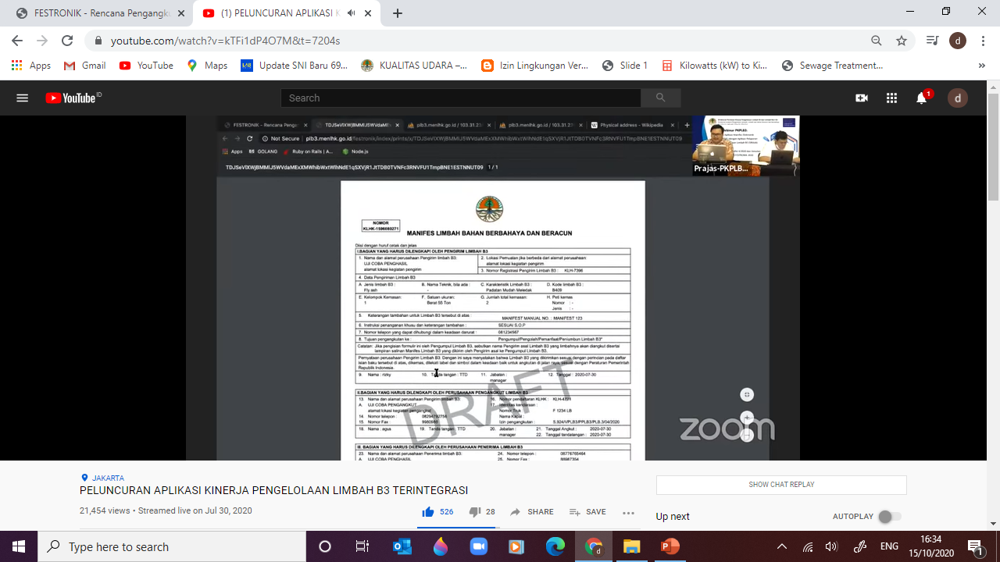 FESTRONIK - Rencana Pengangk
(1) PELUNCURAN APLIKASI K
youtube.com/watch?v=kTFi1dP4O7M&t=7204s
d
Apps
Gmail
YouTube
Maps
Update SNI Baru 69...
KUALITAS UDARA –...
Izin Lingkungan Ver...
Slide 1
Kilowatts (kW) to Ki...
Sewage Treatment...
»
YouTube ID
Search
1
d
FESTRONIK - Rencana Penga
plb3.menlhk.go.id / 103.31.23
plb3.menlhk.go.id / 103.31.23
Physical address - Wikipedia
Not Secure
Apps
GOLANG
Ruby on Rails | A...
Node.js
1 / 1
Prajas-PKPLB...
NOMOR
KLHK-1596093271
MANIFES LIMBAH BAHAN BERBAHAYA DAN BERACUN
Diisi dengan huruf cetak dan jelas
I.BAGIAN YANG HARUS DILENGKAPI OLEH PENGIRIM LIMBAH B3
1. Nama dan alamat perusahaan Pengirim limbah B3:
UJI COBA PENGHASIL
alamat lokasi kegiatan pengirim
2. Lokasi Pemuatan jika berbeda dari alamat perusahaan:
alamat lokasi kegiatan pengirim
3. Nomor Registrasi Pengirim Limbah B3 : KLH-7396
4. Data Pengiriman Limbah B3
A Jenis limbah B3 :
Fly ash
B. Nama Teknik, bila ada :
-
C. Karakteristik Limbah B3 :
Padatan Mudah Meledak
D. Kode limbah B3 :
B409
E. Kelompok Kemasan:
1
F. Satuan ukuran:
Berat 55 Ton
G. Jumlah total kemasan:
2
H. Peti kemas
Nomor : -
Jenis : -
5. Keterangan tambahan untuk Limbah B3 tersebut di atas :
MANIFEST MANUAL NO. : MANIFEST 123
6. Instruksi penanganan khusus dan keterangan tambahan : SESUAI S.O.P
7. Nomor telepon yang dapat dihubungi dalam keadaan darurat : 081234567
8. Tujuan pengangkutan ke : Pengumpul/Pengolah/Pemanfaat/Penimbun Limbah B3*
Catatan: Jika pengisian formulir ini oleh Pengumpul Limbah B3, sebutkan nama Pengirim asal Limbah B3 yang limbahnya akan diangkut disertai
lampiran salinan Manifes Limbah B3 yang dikirim oleh Pengirim asal ke Pengumpul Limbah B3.
Pernyataan perusahaan Pengirim Limbah B3: Dengan ini saya menyatakan bahwa Limbah B3 yang dikirimkan sesuai dengan perincian pada daftar
isian baku tersebut di atas, dikemas, dilekati label dan simbol dalam keadaan baik untuk angkutan di jalan raya, sesuai dengan Peraturan Pemerintah
Republik Indonesia.
9. Nama : rizky
10. Tanda tangan : TTD
11. Jabatan :
manager
12. Tanggal : 2020-07-30
DRAFT
II.BAGIAN YANG HARUS DILENGKAPI OLEH PERUSAHAAN PENGANGKUT LIMBAH B3
13. Nama dan alamat perusahaan Pengirim limbah B3:
A. UJI COBA PENGANGKUT
alamat lokasi kegiatan pengangkut
14. Nomor telepon : 08294792756
15. Nomor Fax : 9980980
16. Nomor pendaftaran KLHK :
17. Identitas kendaraan :
Nomor Truk : F 1234 LB
Nama Kapal :
Izin pengangkutan : S.924/VPLB3/PPLB3/PLB.3/04/2020
18. Nama : agus
19. Tanda tangan : TTD
20. Jabatan :
manager
21. Tanggal Angkut : 2020-07-30
22. Tanggal tandatangan : 2020-07-30
III. BAGIAN YANG HARUS DILENGKAPI OLEH PERUSAHAAN PENERIMA LIMBAH B3
23. Nama dan alamat perusahaan Penerima limbah B3:
A. UJI COBA PENGHASIL
24. Nomor telepon : 08776765464
25. Nomor Fax : 88987354
zoom
JAKARTA
PELUNCURAN APLIKASI KINERJA PENGELOLAAN LIMBAH B3 TERINTEGRASI
21,454 views • Streamed live on Jul 30, 2020
526
28
SHARE
SAVE
SHOW CHAT REPLAY
Up next
AUTOPLAY
Type here to search
d
ENG
16:34
15/10/2020
1